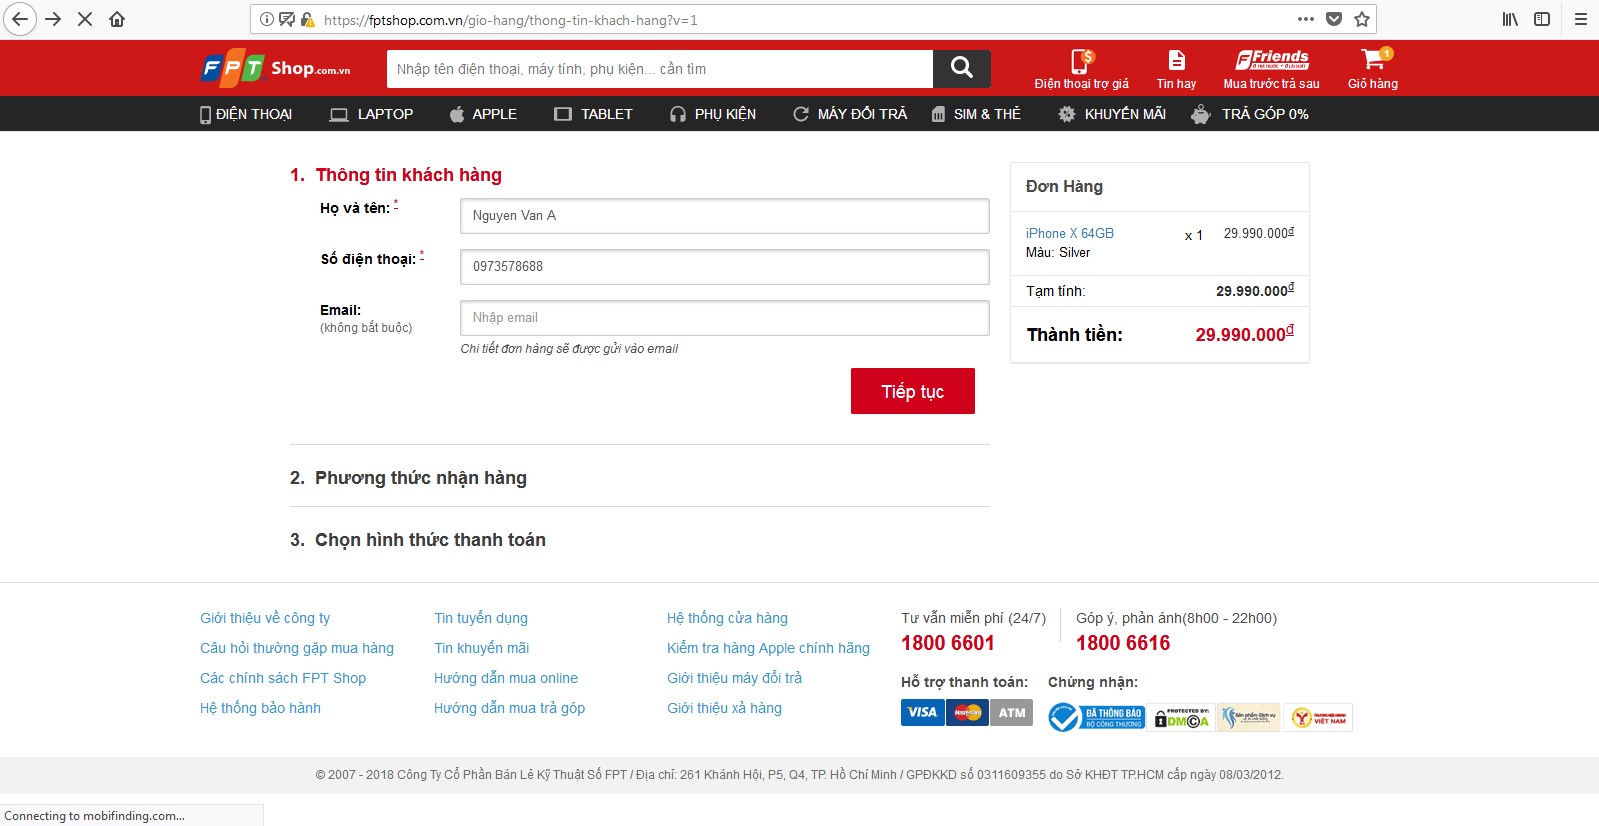 https://fptshop.com.vn/gio-hang/thong-tin-khach-hang?v=1
FPT Shop.com.vn
Nhập tên điện thoại, máy tính, phụ kiện... cần tìm
Điện thoại trợ giá
Tin hay
Friends
Mua trước trả sau
1
Giỏ hàng
ĐIỆN THOẠI
LAPTOP
APPLE
TABLET
PHỤ KIỆN
MÁY ĐỔI TRẢ
SIM & THẺ
KHUYẾN MÃI
TRẢ GÓP 0%
1. Thông tin khách hàng
Họ và tên: *
Nguyen Van A
Số điện thoại: *
0973578688
Email:
(không bắt buộc)
Nhập email
Chi tiết đơn hàng sẽ được gửi vào email
Tiếp tục
2. Phương thức nhận hàng
3. Chọn hình thức thanh toán
Đơn Hàng
iPhone X 64GB x 1 29.990.000₫
Màu: Silver
Tạm tính: 29.990.000₫
Thành tiền: 29.990.000₫
Giới thiệu về công ty
Câu hỏi thường gặp mua hàng
Các chính sách FPT Shop
Hệ thống bảo hành
Tin tuyển dụng
Tin khuyến mãi
Hướng dẫn mua online
Hướng dẫn mua trả góp
Hệ thống cửa hàng
Kiểm tra hàng Apple chính hãng
Giới thiệu máy đổi trả
Giới thiệu xả hàng
Tư vấn miễn phí (24/7)
1800 6601
Góp ý, phản ánh(8h00 - 22h00)
1800 6616
Hỗ trợ thanh toán:
VISA
MasterCard
ATM
Chứng nhận:
ĐÃ THÔNG BÁO
BỘ CÔNG THƯƠNG
PROTECTED BY:
DMCA
Sản phẩm Dịch vụ
THƯƠNG HIỆU MẠNH
VIỆT NAM
© 2007 - 2018 Công Ty Cổ Phần Bán Lẻ Kỹ Thuật Số FPT / Địa chỉ: 261 Khánh Hội, P5, Q4, TP. Hồ Chí Minh / GPĐKKD số 0311609355 do Sở KHĐT TP.HCM cấp ngày 08/03/2012.
Connecting to mobifinding.com...